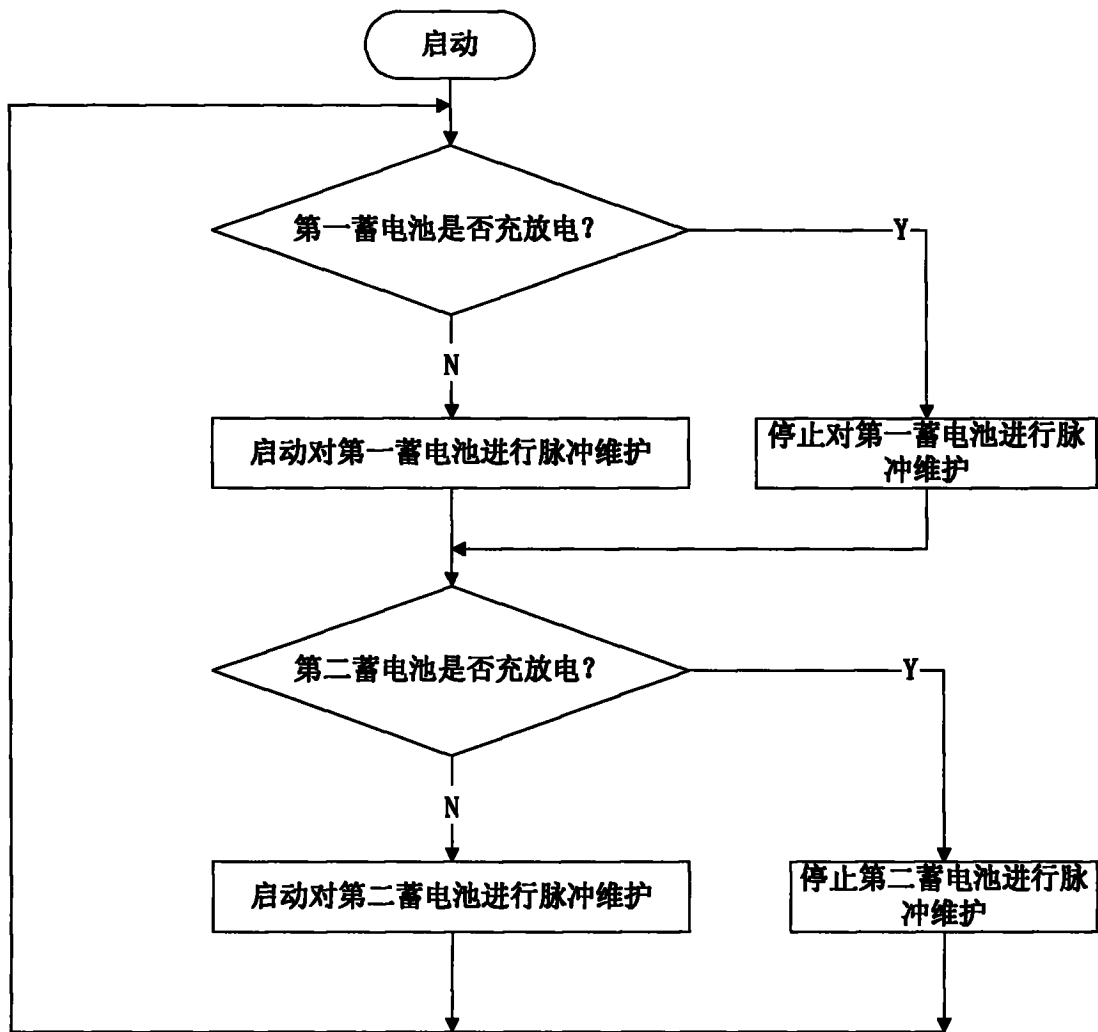 启动
第一蓄电池是否充放电?
Y
N
启动对第一蓄电池进行脉冲维护
停止对第一蓄电池进行脉
冲维护
第二蓄电池是否充放电?
Y
N
启动对第二蓄电池进行脉冲维护
停止第二蓄电池进行脉
冲维护